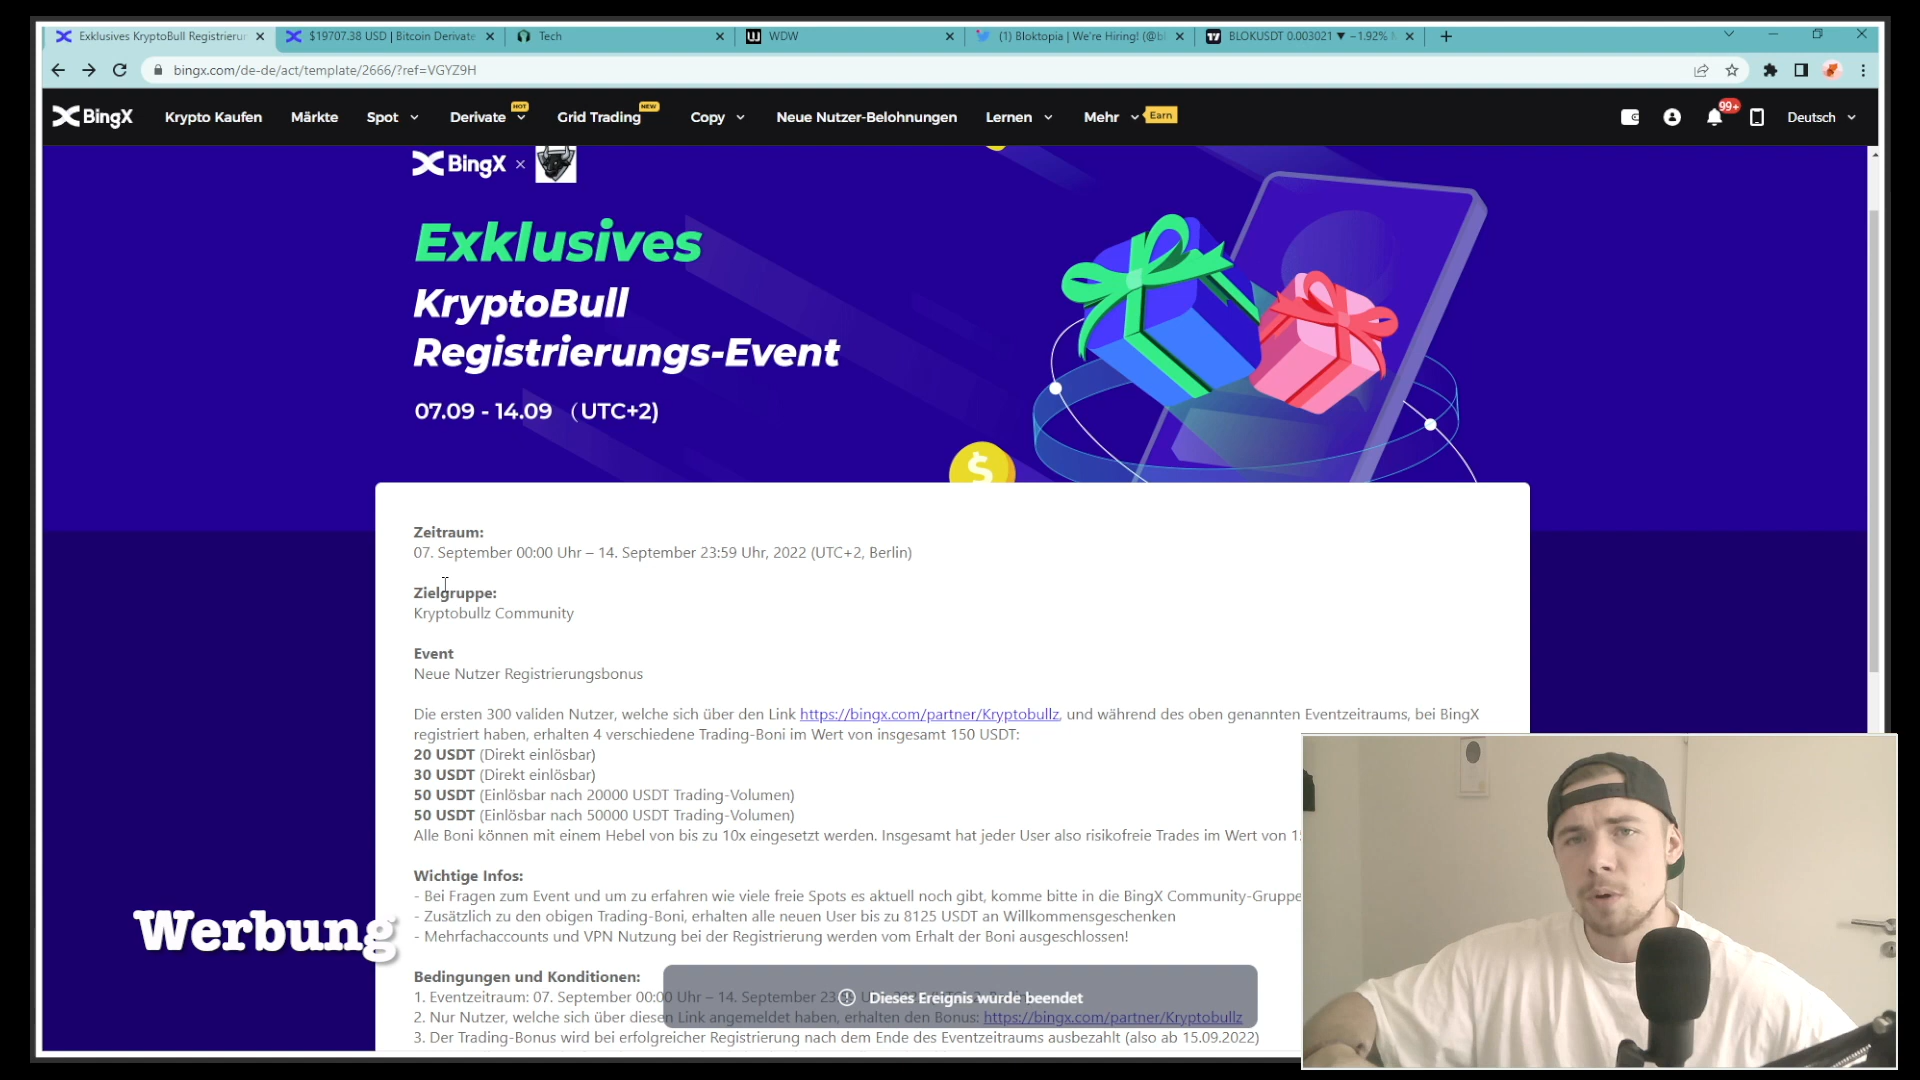 Exklusives KryptoBull Registrierur
$19707.38 USD | Bitcoin Derivate
Tech
WDW
(1) Bloktopia | We're Hiring! (@bl
BLOKUSDT 0.003021 ▼ −1.92%
bingx.com/de-de/act/template/2666/?ref=VGYZ9H
BingX
Krypto Kaufen
Märkte
Spot
Derivate
HOT
Grid Trading
NEW
Copy
Neue Nutzer-Belohnungen
Lernen
Mehr
Earn
99+
Deutsch
BingX ×
Exklusives
KryptoBull
Registrierungs-Event
07.09 - 14.09 (UTC+2)
Zeitraum:
07. September 00:00 Uhr – 14. September 23:59 Uhr, 2022 (UTC+2, Berlin)
Zielgruppe:
Kryptobullz Community
Event
Neue Nutzer Registrierungsbonus
Die ersten 300 validen Nutzer, welche sich über den Link https://bingx.com/partner/Kryptobullz, und während des oben genannten Eventzeitraums, bei BingX
registriert haben, erhalten 4 verschiedene Trading-Boni im Wert von insgesamt 150 USDT:
20 USDT (Direkt einlösbar)
30 USDT (Direkt einlösbar)
50 USDT (Einlösbar nach 20000 USDT Trading-Volumen)
50 USDT (Einlösbar nach 50000 USDT Trading-Volumen)
Alle Boni können mit einem Hebel von bis zu 10x eingesetzt werden. Insgesamt hat jeder User also risikofreie Trades im Wert von
Wichtige Infos:
- Bei Fragen zum Event und um zu erfahren wie viele freie Spots es aktuell noch gibt, komme bitte in die BingX Community-Gruppe
- Zusätzlich zu den obigen Trading-Boni, erhalten alle neuen User bis zu 8125 USDT an Willkommensgeschenken
- Mehrfachaccounts und VPN Nutzung bei der Registrierung werden vom Erhalt der Boni ausgeschlossen!
Werbung
Bedingungen und Konditionen:
1. Eventzeitraum: 07. September 00:00 Uhr – 14. September
Dieses Ereignis wurde beendet
2. Nur Nutzer, welche sich über diesen Link angemeldet haben, erhalten den Bonus: https://bingx.com/partner/Kryptobullz
3. Der Trading-Bonus wird bei erfolgreicher Registrierung nach dem Ende des Eventzeitraums ausbezahlt (also ab 15.09.2022)